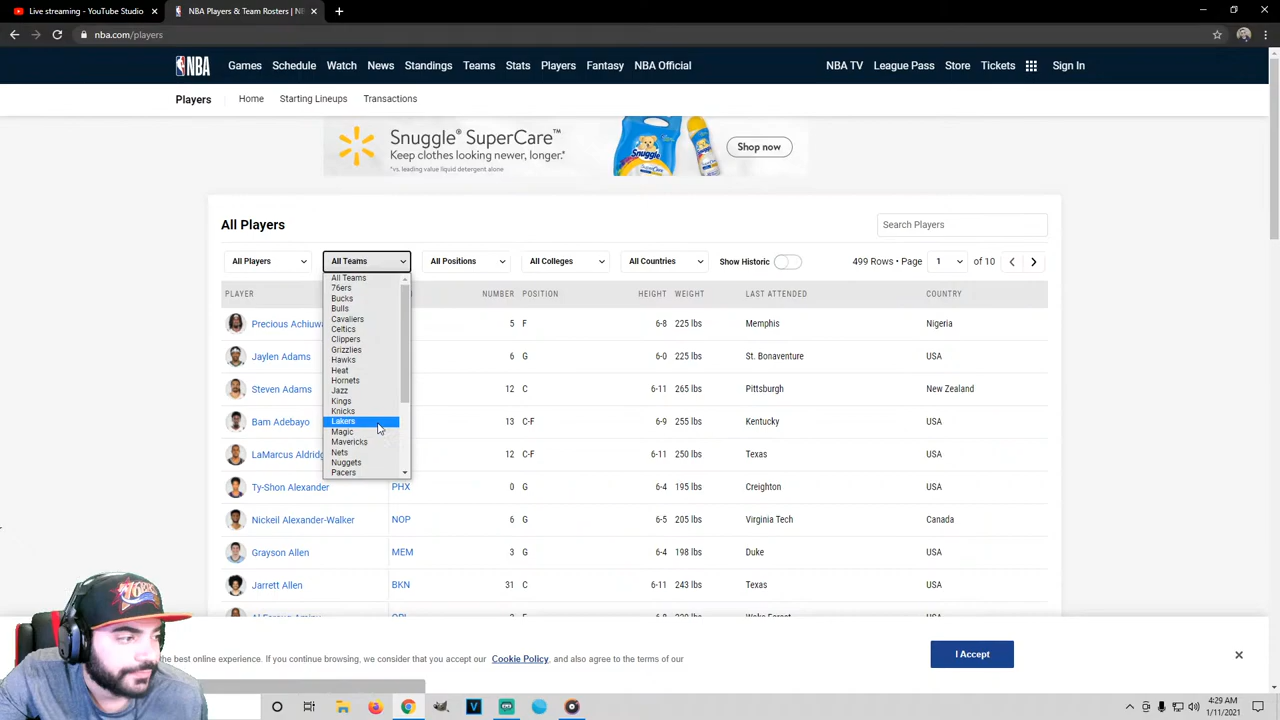 Live streaming - YouTube Studio
NBA Players & Team Rosters | NB
nba.com/players
NBA
Games
Schedule
Watch
News
Standings
Teams
Stats
Players
Fantasy
NBA Official
NBA TV
League Pass
Store
Tickets
Sign In
Players
Home
Starting Lineups
Transactions
Walmart
Snuggle® SuperCare™
Keep clothes looking newer, longer.*
*vs. leading value liquid detergent alone
Shop now
All Players
Search Players
All Players
All Teams
All Positions
All Colleges
All Countries
Show Historic
499 Rows • Page 1 of 10
All Teams
76ers
Bucks
Bulls
Cavaliers
Celtics
Clippers
Grizzlies
Hawks
Heat
Hornets
Jazz
Kings
Knicks
Lakers
Magic
Mavericks
Nets
Nuggets
Pacers
PLAYER NUMBER POSITION HEIGHT WEIGHT LAST ATTENDED COUNTRY
Precious Achiuwa 5 F 6-8 225 lbs Memphis Nigeria
Jaylen Adams 6 G 6-0 225 lbs St. Bonaventure USA
Steven Adams 12 C 6-11 265 lbs Pittsburgh New Zealand
Bam Adebayo 13 C-F 6-9 255 lbs Kentucky USA
LaMarcus Aldridg 12 C-F 6-11 250 lbs Texas USA
Ty-Shon Alexander PHX 0 G 6-4 195 lbs Creighton USA
Nickeil Alexander-Walker NOP 6 G 6-5 205 lbs Virginia Tech Canada
Grayson Allen MEM 3 G 6-4 198 lbs Duke USA
Jarrett Allen BKN 31 C 6-11 243 lbs Texas USA
the best online experience. If you continue browsing, we consider that you accept our Cookie Policy, and also agree to the terms of our
I Accept
4:29 AM
1/11/2021